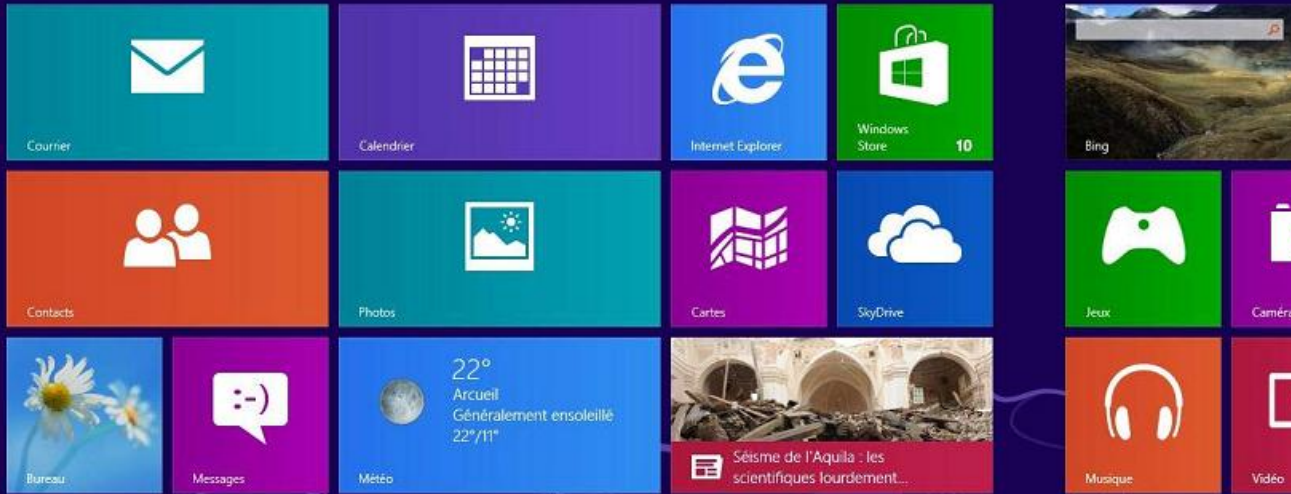 Courrier
Calendrier
Internet Explorer
Windows
Store
10
Bing
Contacts
Photos
Cartes
SkyDrive
Jeux
Caméra
Bureau
:-)
Messages
22°
Arcueil
Généralement ensoleillé
22°/11°
Météo
Séisme de l'Aquila : les
scientifiques lourdement...
Musique
Vidéo